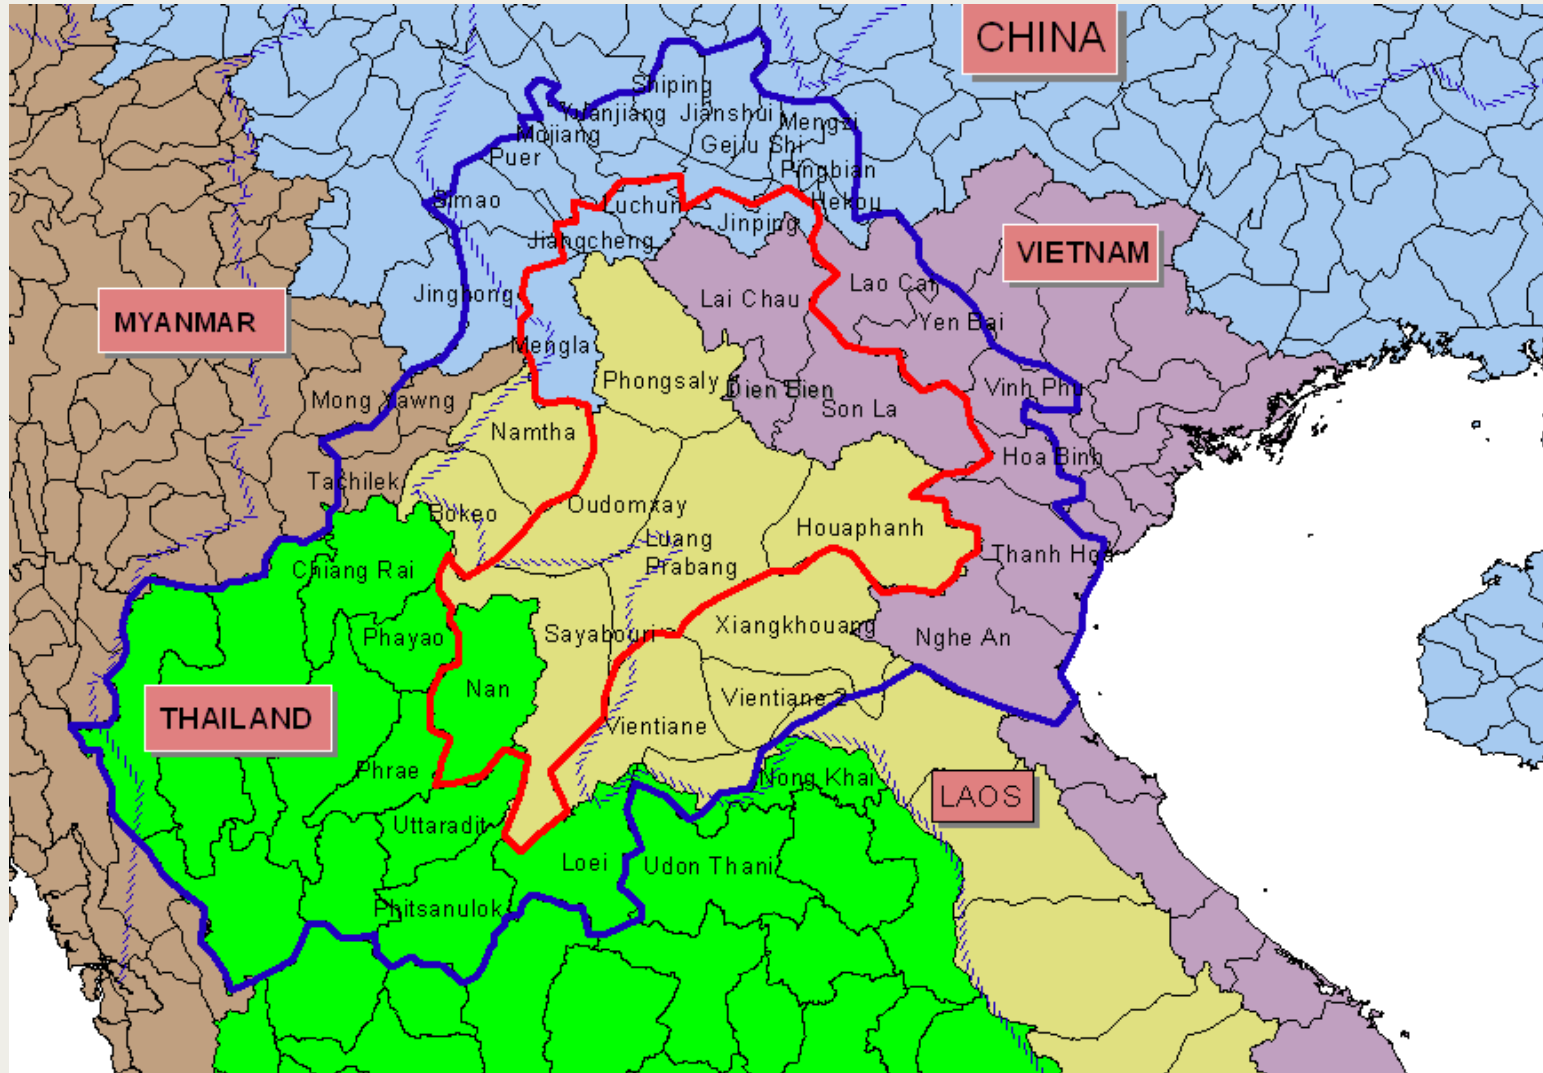 CHINA
Shiping
Yuanjiang
Jianshui
Mengzi
Mojiang
Gejiu Shi
Puer
Pingbian
Simao
Luchun
Hekou
Jinping
Jiangcheng
VIETNAM
Jinghong
Lai Chau
Lao Cai
MYANMAR
Yen Bai
Mengla
Phongsaly
Dien Bien
Vinh Phu
Mong Yawng
Son La
Namtha
Hoa Binh
Tachilek
Bokeo
Oudomxay
Houaphanh
Luang
Prabang
Thanh Hoa
Chiang Rai
Phayao
Sayabouri
Xiangkhouang
Nghe An
Nan
Vientiane 2
THAILAND
Vientiane
Phrae
Nong Khai
LAOS
Uttaradit
Loei
Udon Thani
Phitsanulok